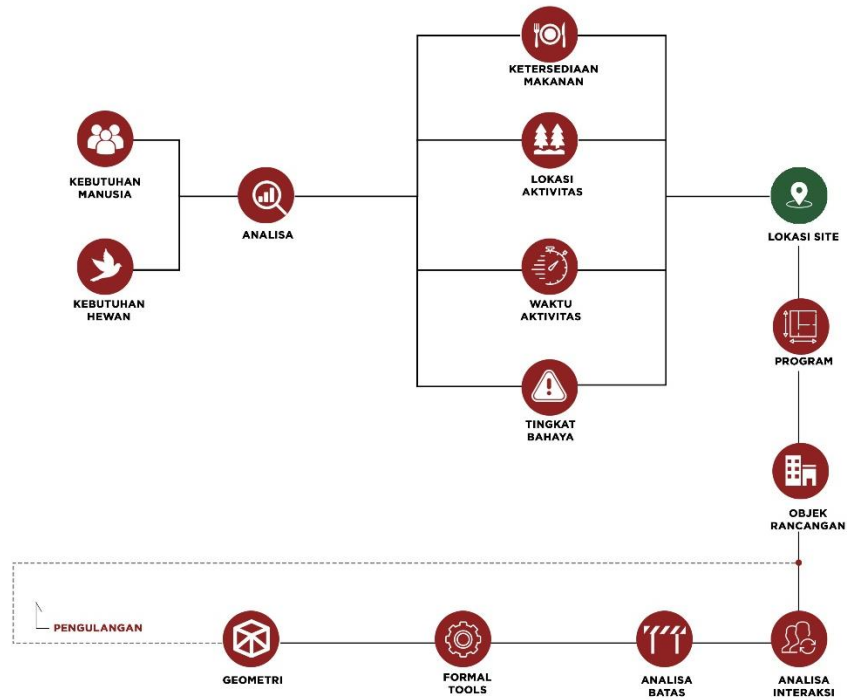 KETERSEDIAAN
MAKANAN
KEBUTUHAN
MANUSIA
LOKASI
AKTIVITAS
ANALISA
LOKASI SITE
KEBUTUHAN
HEWAN
WAKTU
AKTIVITAS
PROGRAM
TINGKAT
BAHAYA
OBJEK
RANCANGAN
PENGULANGAN
GEOMETRI
FORMAL
TOOLS
ANALISA
BATAS
ANALISA
INTERAKSI